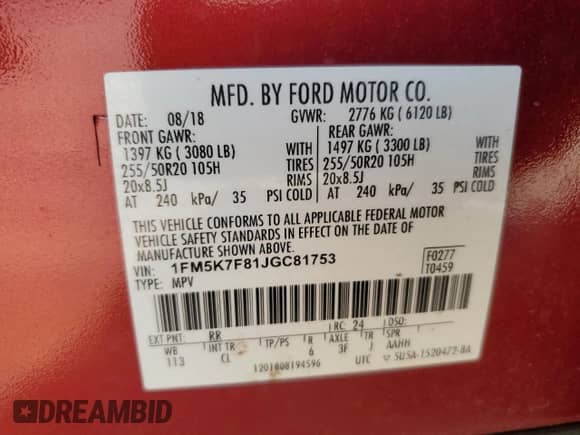 MFD. BY FORD MOTOR CO.
DATE: 08/18 GVWR: 2776 KG ( 6120 LB)
FRONT GAWR: REAR GAWR:
1397 KG ( 3080 LB) WITH 1497 KG ( 3300 LB) WITH
255/50R20 105H TIRES 255/50R20 105H TIRES
20x8.5J RIMS 20x8.5J RIMS
AT 240 kPa/ 35 PSI COLD AT 240 kPa/ 35 PSI COLD
THIS VEHICLE CONFORMS TO ALL APPLICABLE FEDERAL MOTOR
VEHICLE SAFETY STANDARDS IN EFFECT ON THE DATE OF
MANUFACTURE SHOWN ABOVE.
VIN: 1FM5K7F81JGC81753 F0277
TYPE: MPV T0459
EXT PNT: RR RC: 24 DSO:
WB INT TR TP/PS R AXLE TR SPR
113 CL 6 3F J AAHH
1201808194596 UTC 5U5A-1520472-BA
DREAMBID